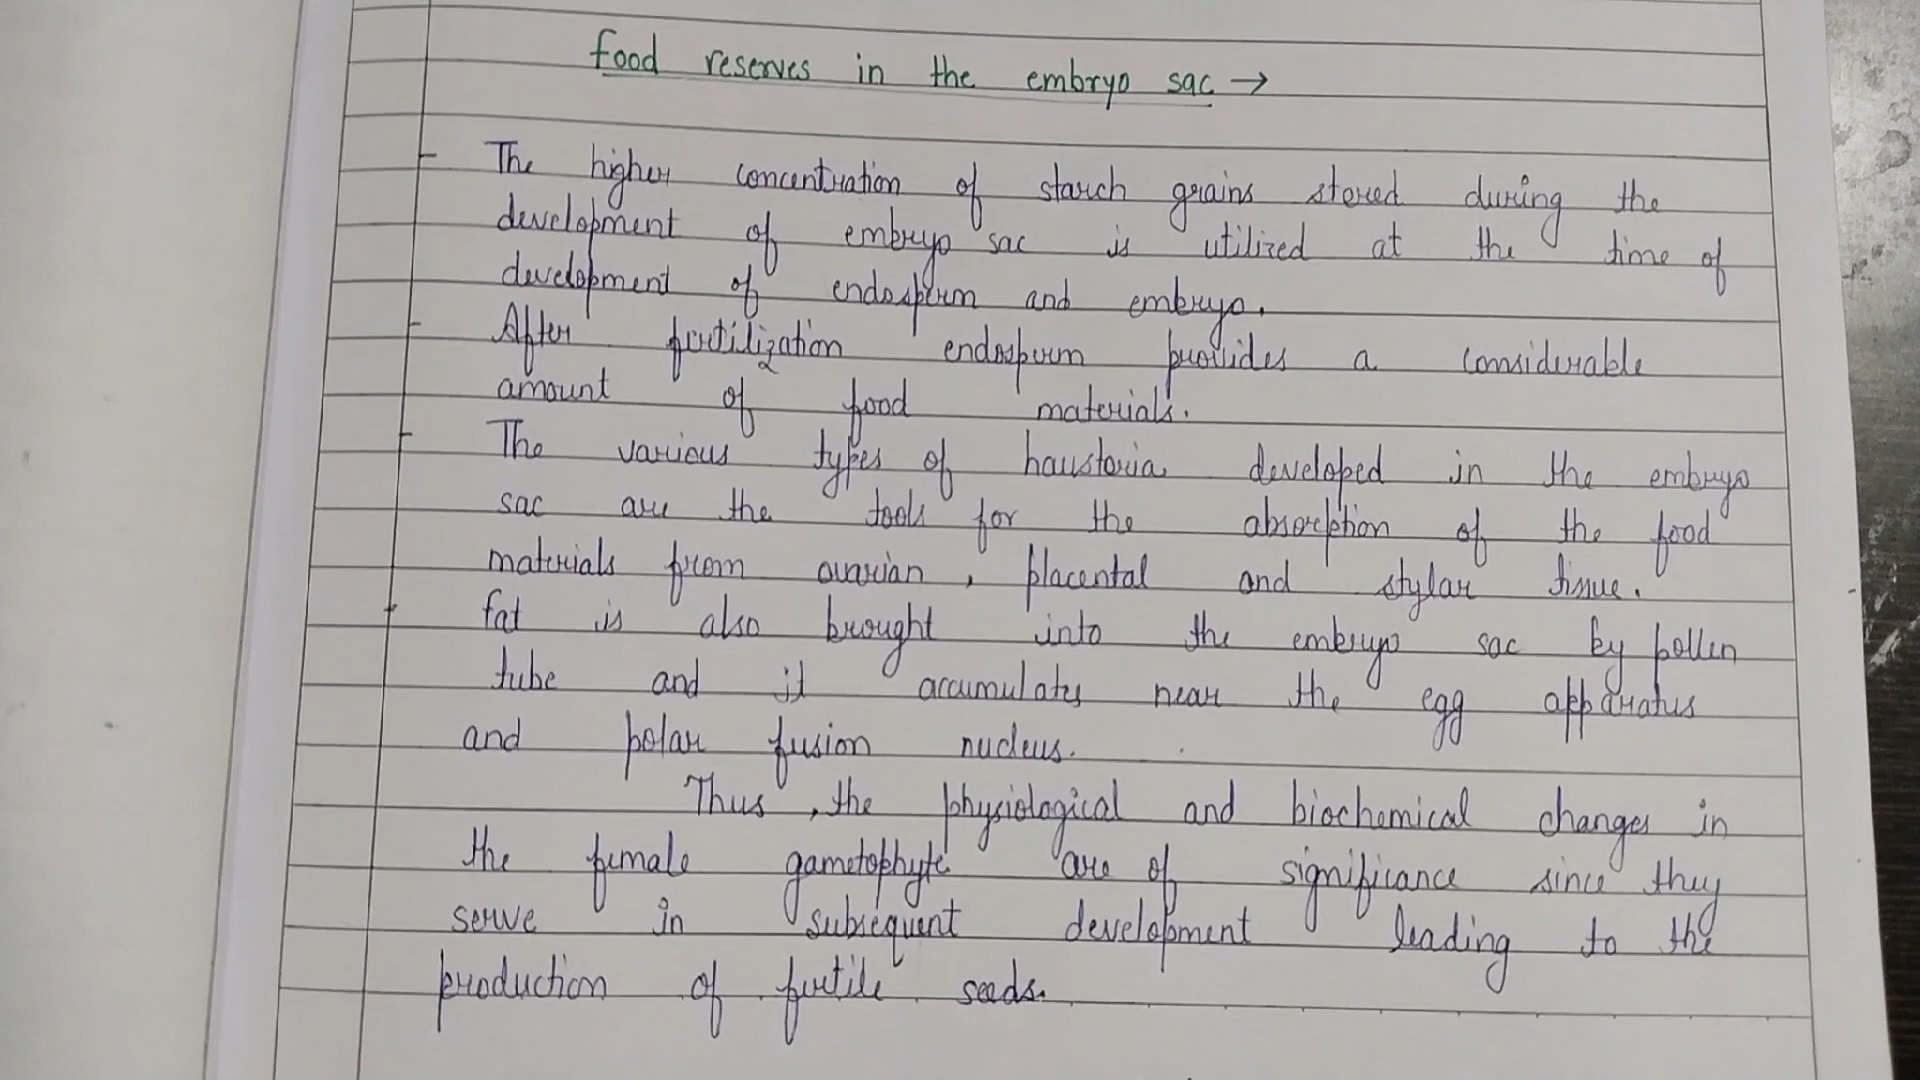 Food reserves in the embryo sac →
- The higher concentration of starch grains stored during the
development of embryo sac is utilized at the time of
development of endosperm and embryo.
- After fertilization endosperm provides a considerable
amount of food materials.
- The various types of haustoria developed in the embryo
sac are the tools for the absorption of the food
materials from ovarian, placental and stylar tissue.
- fat is also brought into the embryo sac by pollen
tube and it accumulates near the egg apparatus
and polar fusion nucleus.
Thus, the physiological and biochemical changes in
the female gametophyte are of significance since they
serve in subsequent development leading to the
production of fertile seeds.